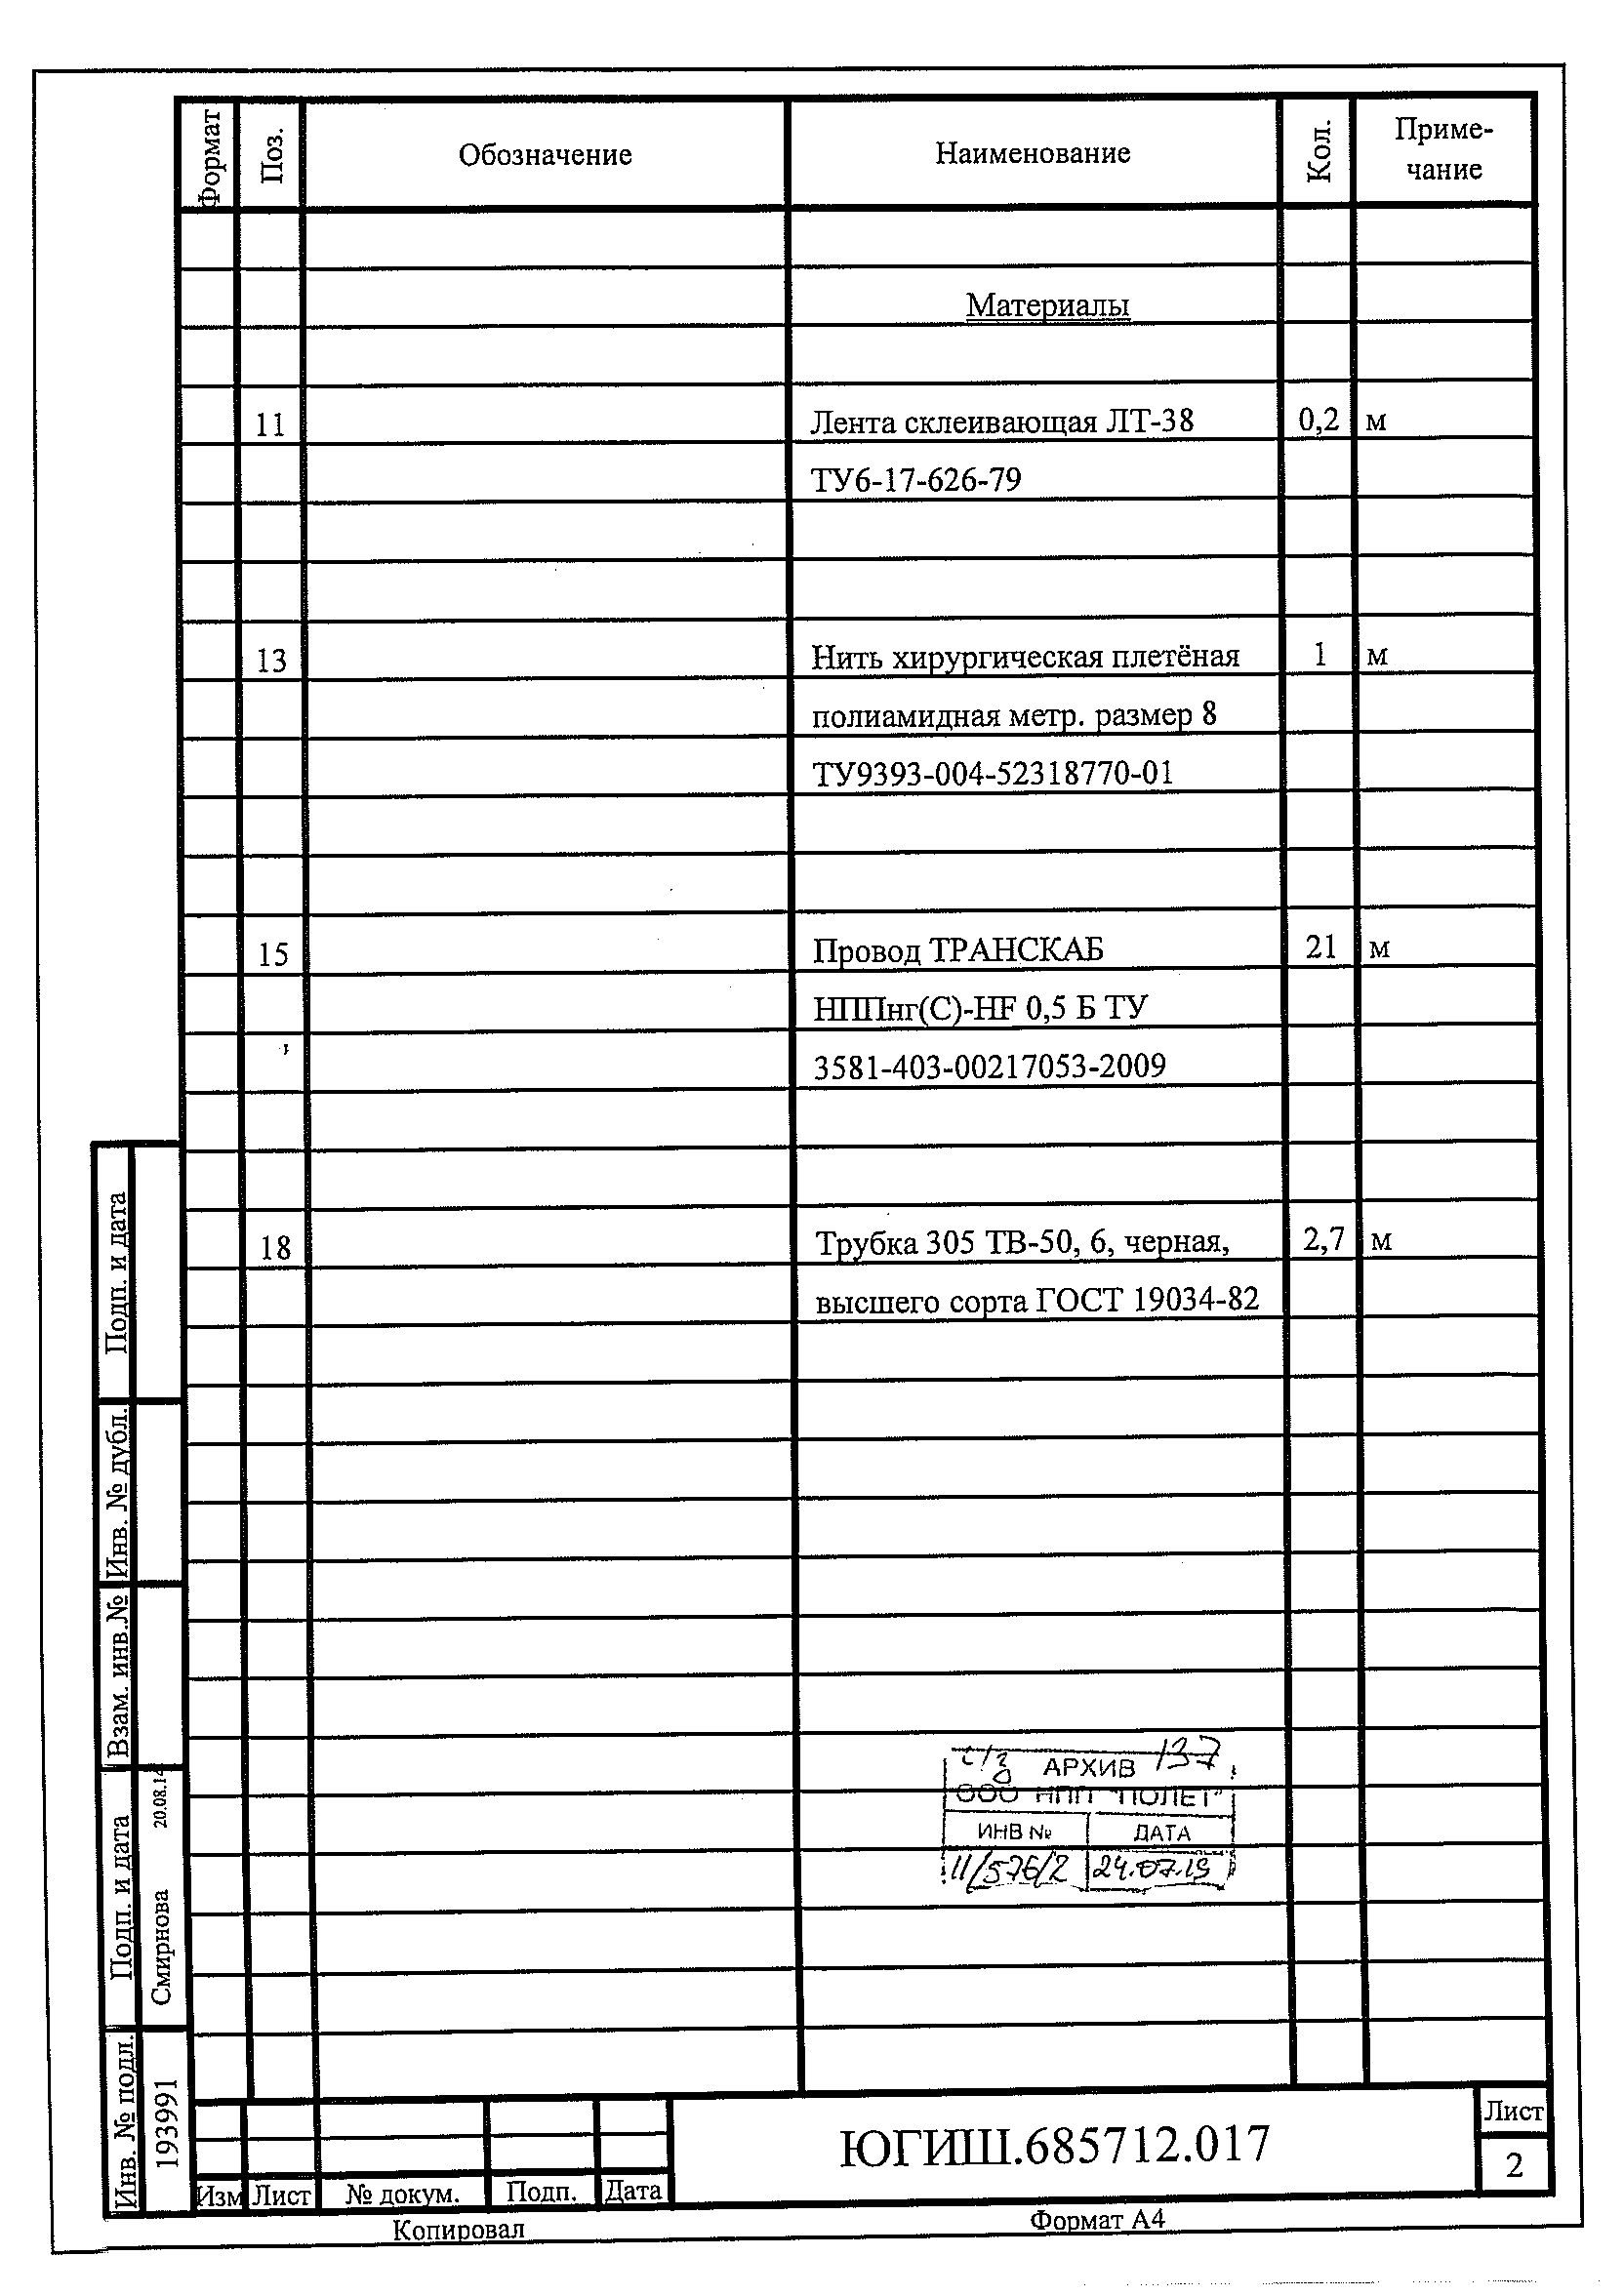 Формат Поз. Обозначение Наименование Кол. Приме-
чание
Материалы
11 Лента склеивающая ЛТ-38 0,2 м
ТУ6-17-626-79
13 Нить хирургическая плетёная 1 м
полиамидная метр. размер 8
ТУ9393-004-52318770-01
15 Провод ТРАНСКАБ 21 м
НППнг(С)-HF 0,5 Б ТУ
3581-403-00217053-2009
18 Трубка 305 ТВ-50, 6, черная, 2,7 м
высшего сорта ГОСТ 19034-82
Подп. и дата
Инв. № дубл.
Взам. инв.№
Подп. и дата
Смирнова 20.08.14
Инв. № подл.
193991
АРХИВ 137
ООО НПП "ПОЛЕТ"
ИНВ № ДАТА
11/576/2 24.07.19
Изм Лист № докум. Подп. Дата
ЮГИШ.685712.017
Лист
2
Копировал Формат А4